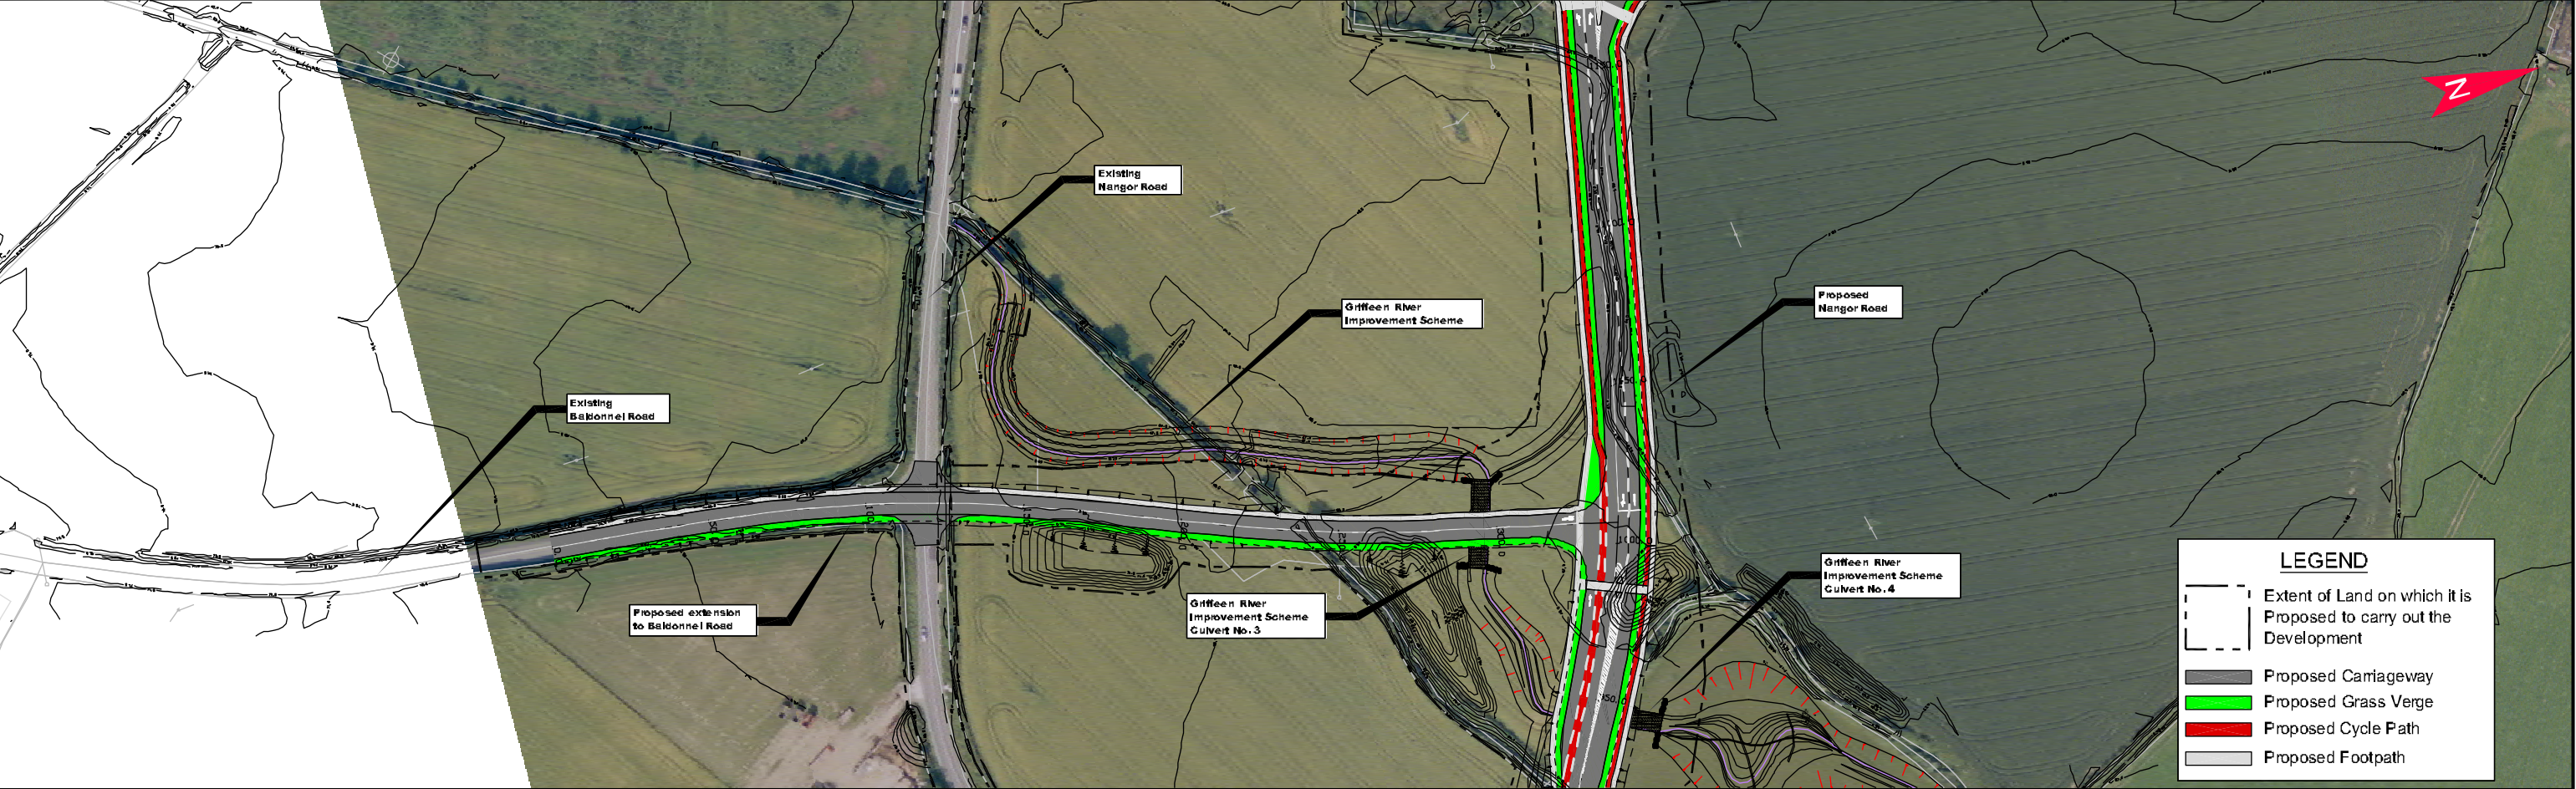 N
Existing
Nangor Road
Griffeen River
Improvement Scheme
Proposed
Nangor Road
Existing
Baldonnel Road
Proposed extension
to Baldonnel Road
Griffeen River
Improvement Scheme
Culvert No. 3
Griffeen River
Improvement Scheme
Culvert No. 4
LEGEND
Extent of Land on which it is
Proposed to carry out the
Development
Proposed Carriageway
Proposed Grass Verge
Proposed Cycle Path
Proposed Footpath